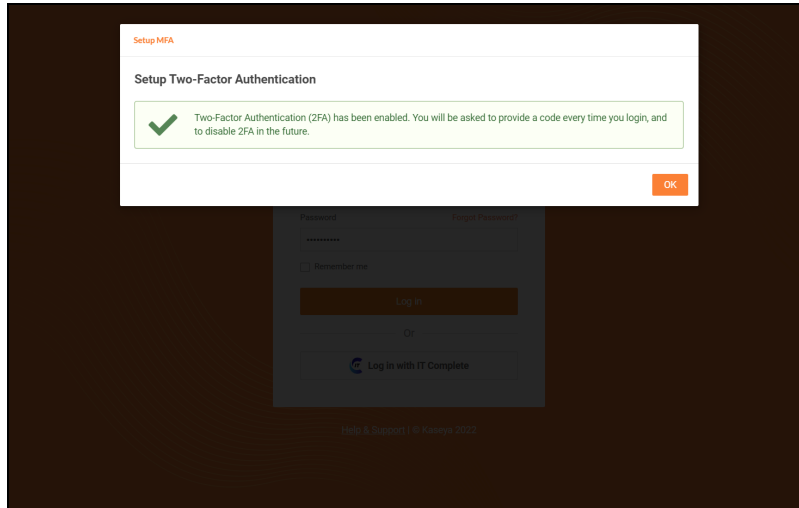 Setup MFA
Setup Two-Factor Authentication
Two-Factor Authentication (2FA) has been enabled. You will be asked to provide a code every time you login, and
to disable 2FA in the future.
OK
Password
Forgot Password?
Remember me
Log in
Or
Log in with IT Complete
Help & Support | © Kaseya 2022